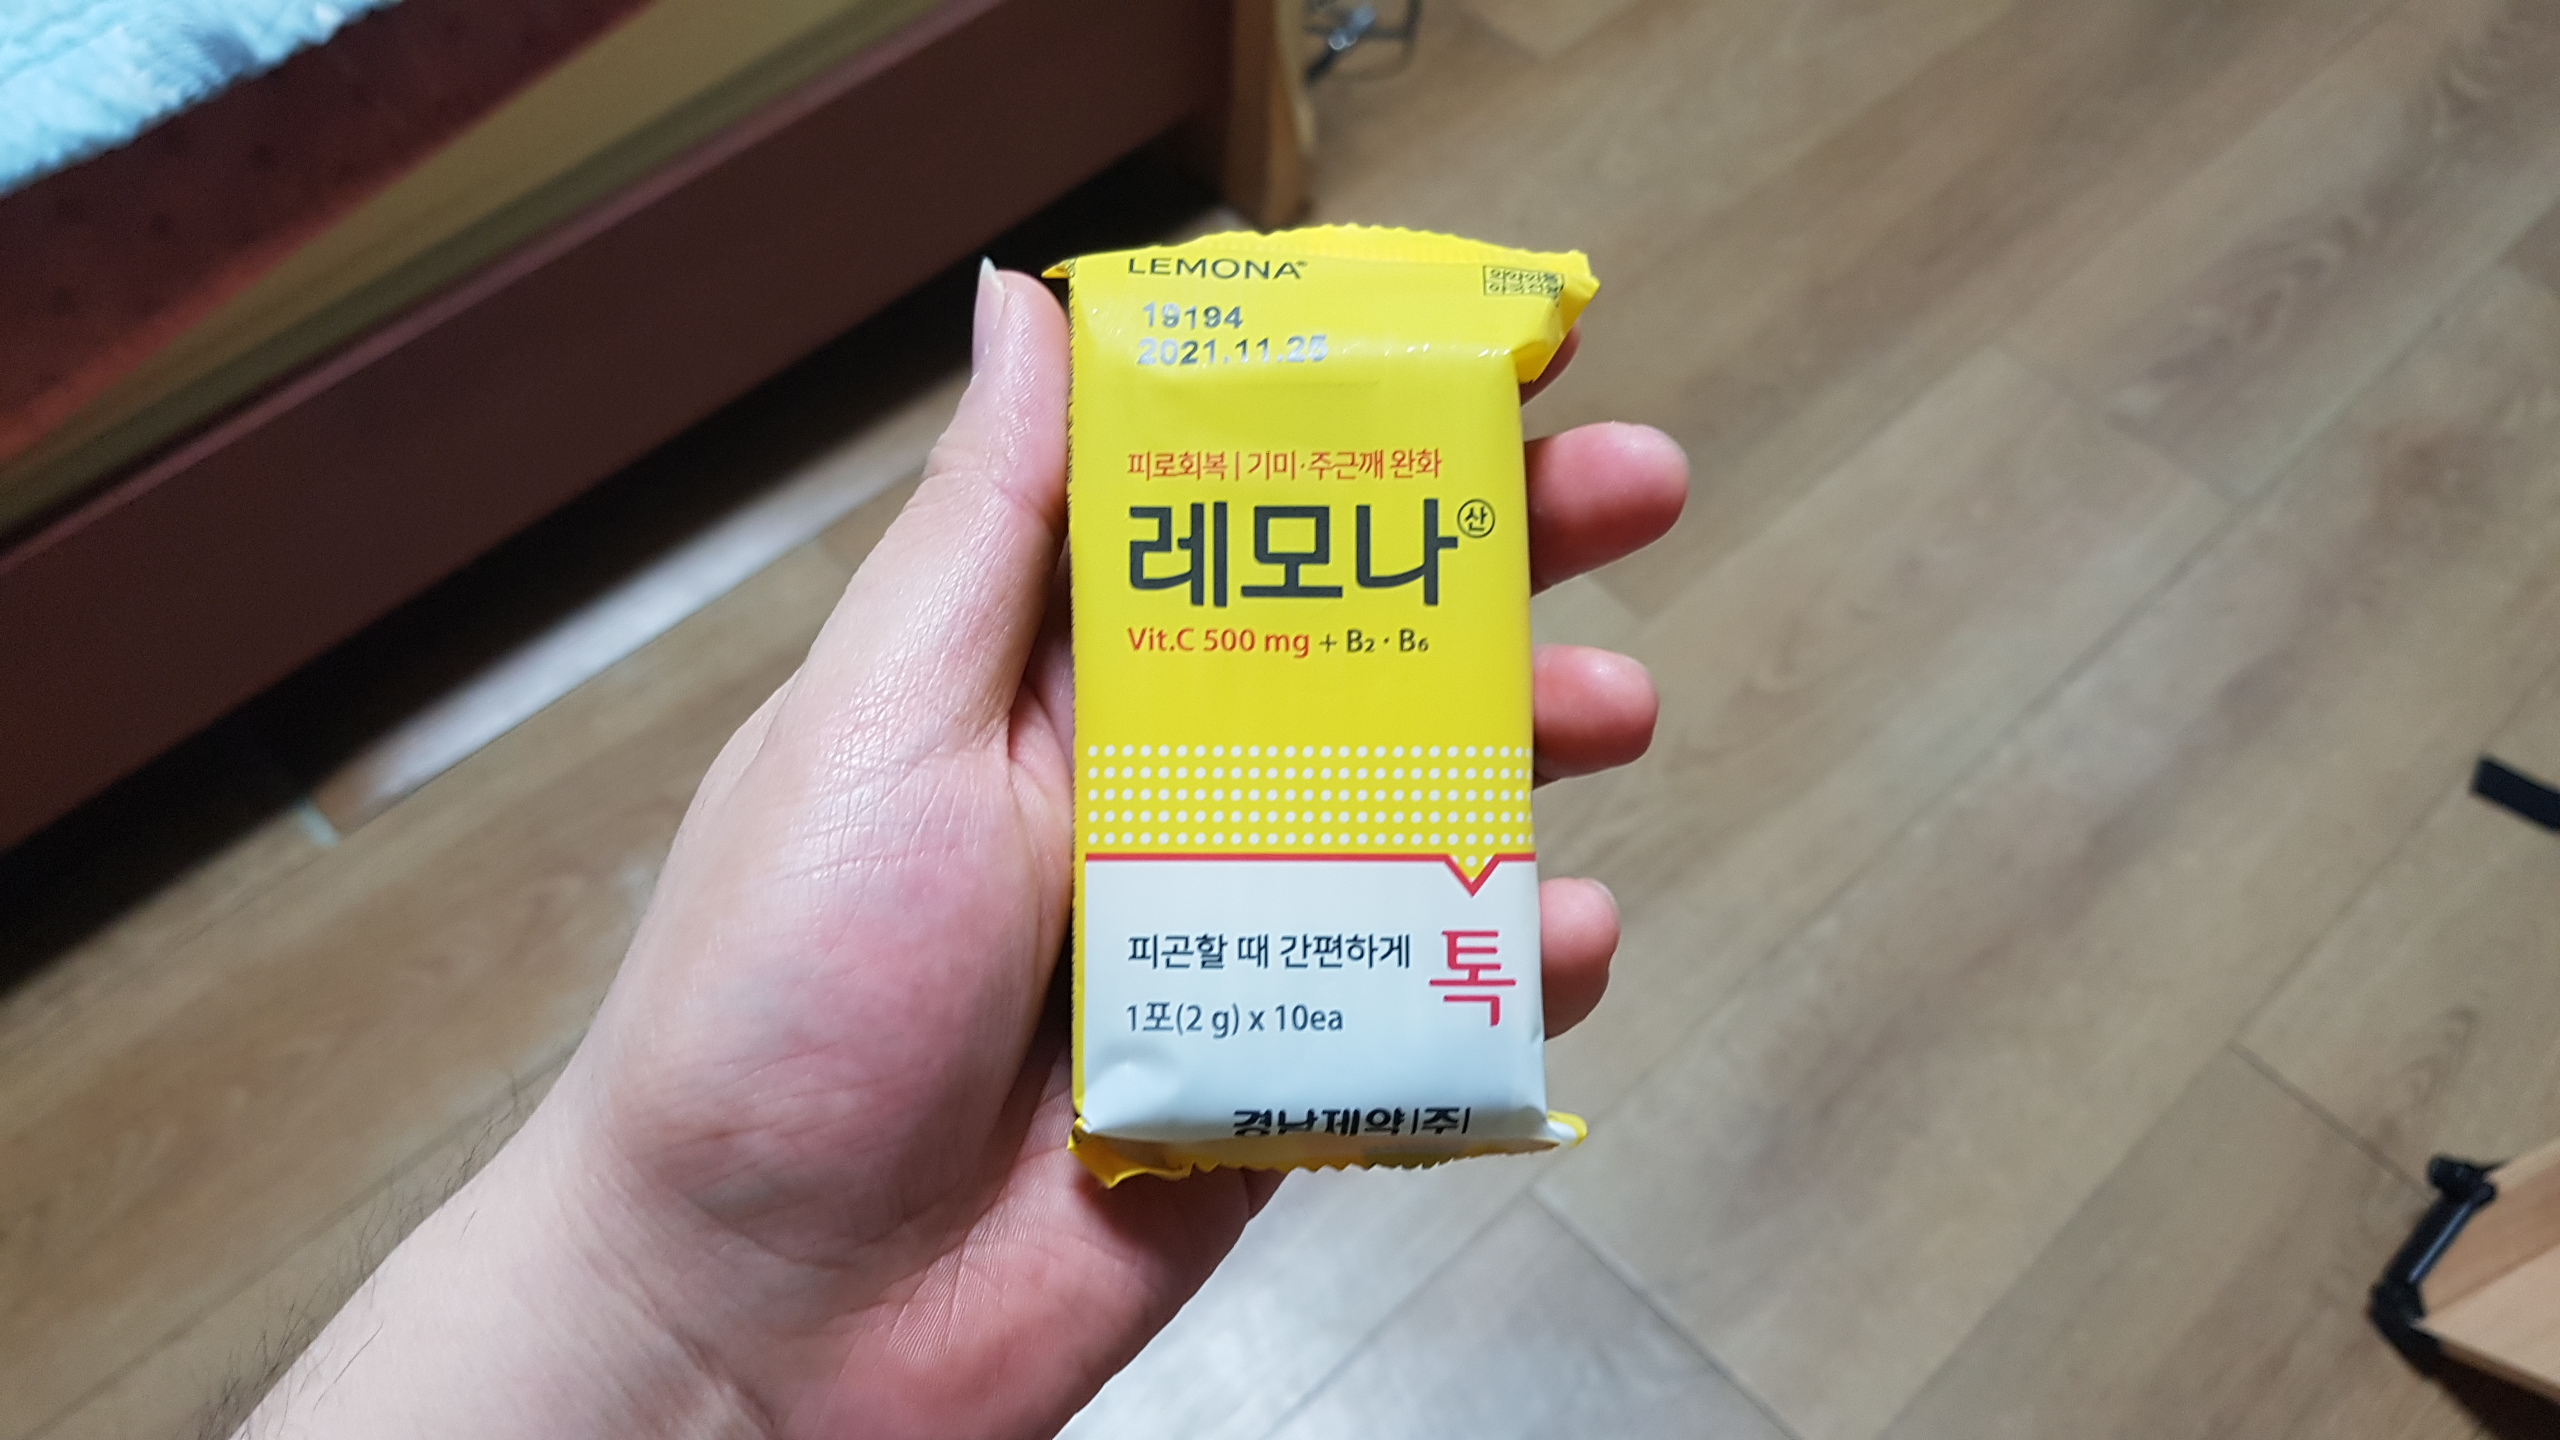 LEMONA
19194
2021.11.25
피로회복 | 기미·주근깨 완화
레모나 산
Vit.C 500 mg + B₂ · B₆
피곤할 때 간편하게 톡
1포(2 g) x 10ea
경남제약(주)